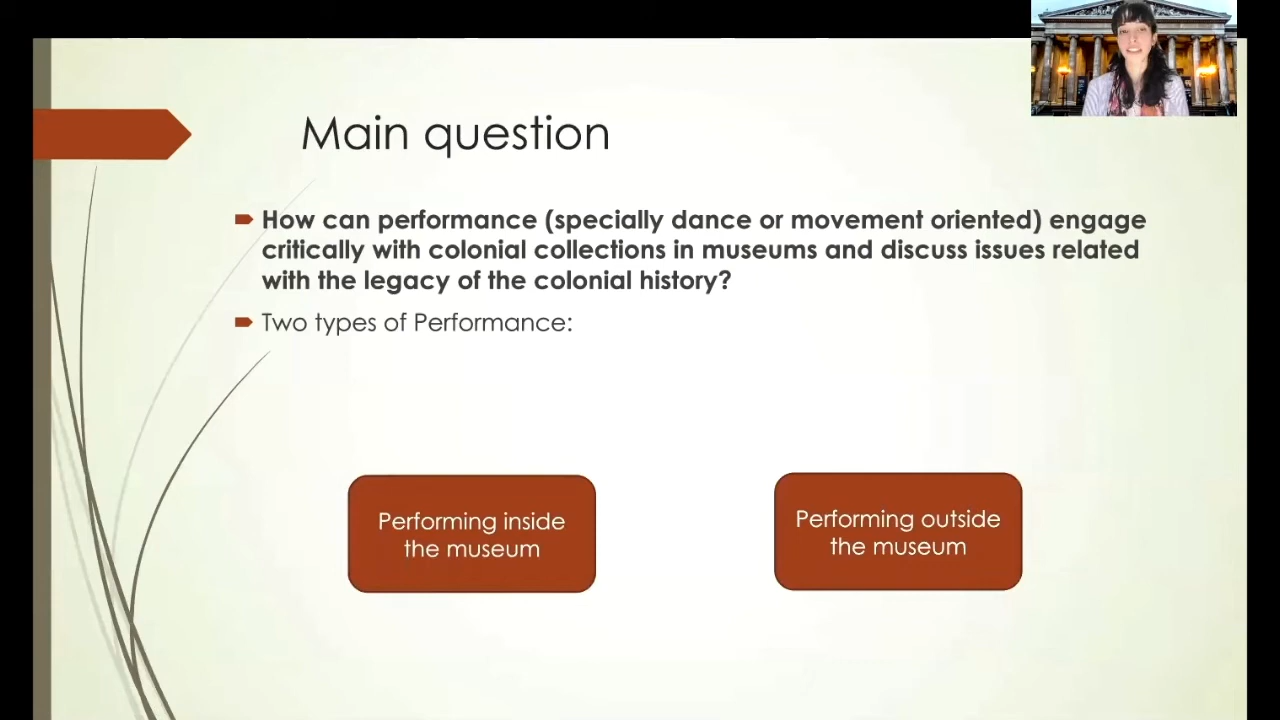 Main question
How can performance (specially dance or movement oriented) engage
critically with colonial collections in museums and discuss issues related
with the legacy of the colonial history?
Two types of Performance:
Performing inside
the museum
Performing outside
the museum